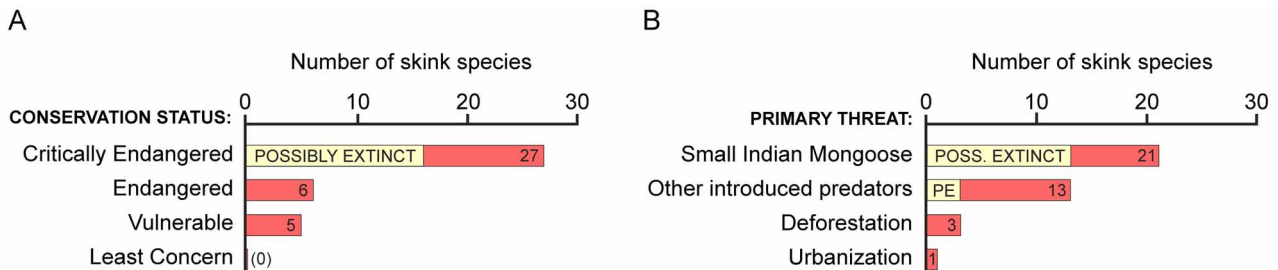 A
Number of skink species
0 10 20 30
CONSERVATION STATUS:
Critically Endangered POSSIBLY EXTINCT 27
Endangered 6
Vulnerable 5
Least Concern (0)
B
Number of skink species
0 10 20 30
PRIMARY THREAT:
Small Indian Mongoose POSS. EXTINCT 21
Other introduced predators PE 13
Deforestation 3
Urbanization 1